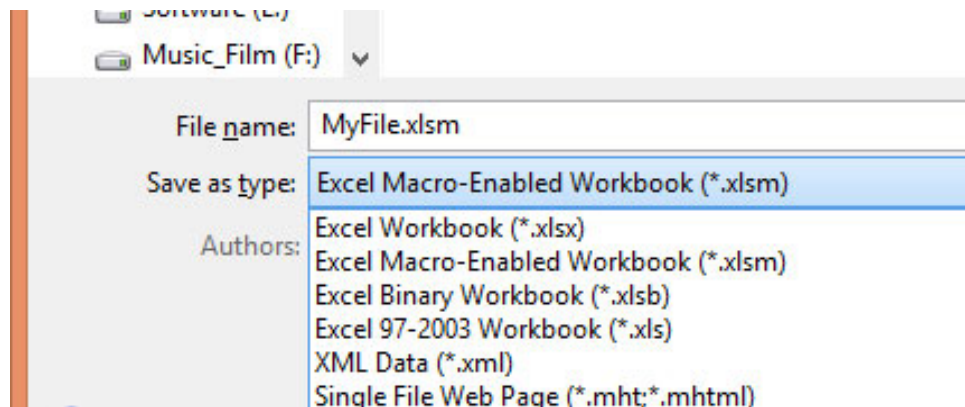 Software (E:)
Music_Film (F:)
File name: MyFile.xlsm
Save as type: Excel Macro-Enabled Workbook (*.xlsm)
Authors:
Excel Workbook (*.xlsx)
Excel Macro-Enabled Workbook (*.xlsm)
Excel Binary Workbook (*.xlsb)
Excel 97-2003 Workbook (*.xls)
XML Data (*.xml)
Single File Web Page (*.mht;*.mhtml)